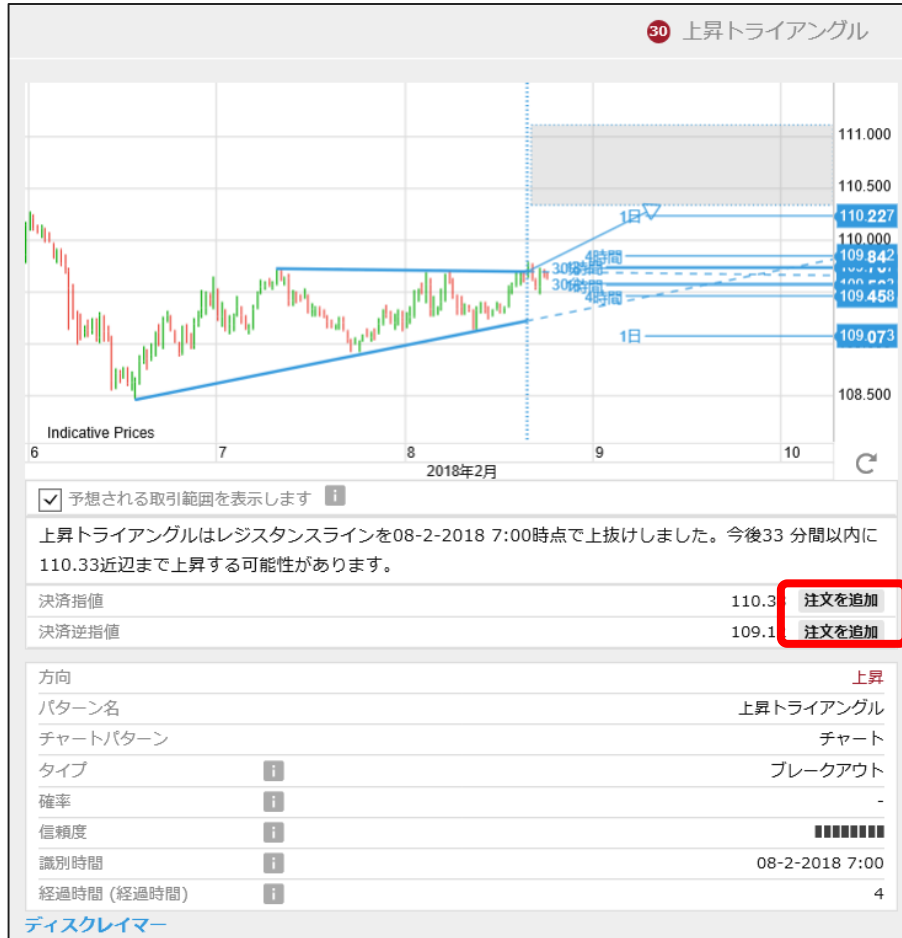 30 上昇トライアングル
111.000
110.500
1日
110.227
110.000
4時間
109.842
30
4時間
109.458
1日
109.073
108.500
Indicative Prices
6 7 8 9 10
2018年2月
予想される取引範囲を表示します i
上昇トライアングルはレジスタンスラインを08-2-2018 7:00時点で上抜けしました。今後33 分間以内に
110.33近辺まで上昇する可能性があります。
決済指値 110.3 注文を追加
決済逆指値 109.1 注文を追加
方向 上昇
パターン名 上昇トライアングル
チャートパターン チャート
タイプ i ブレークアウト
確率 i -
信頼度 i
識別時間 i 08-2-2018 7:00
経過時間 (経過時間) i 4
ディスクレイマー